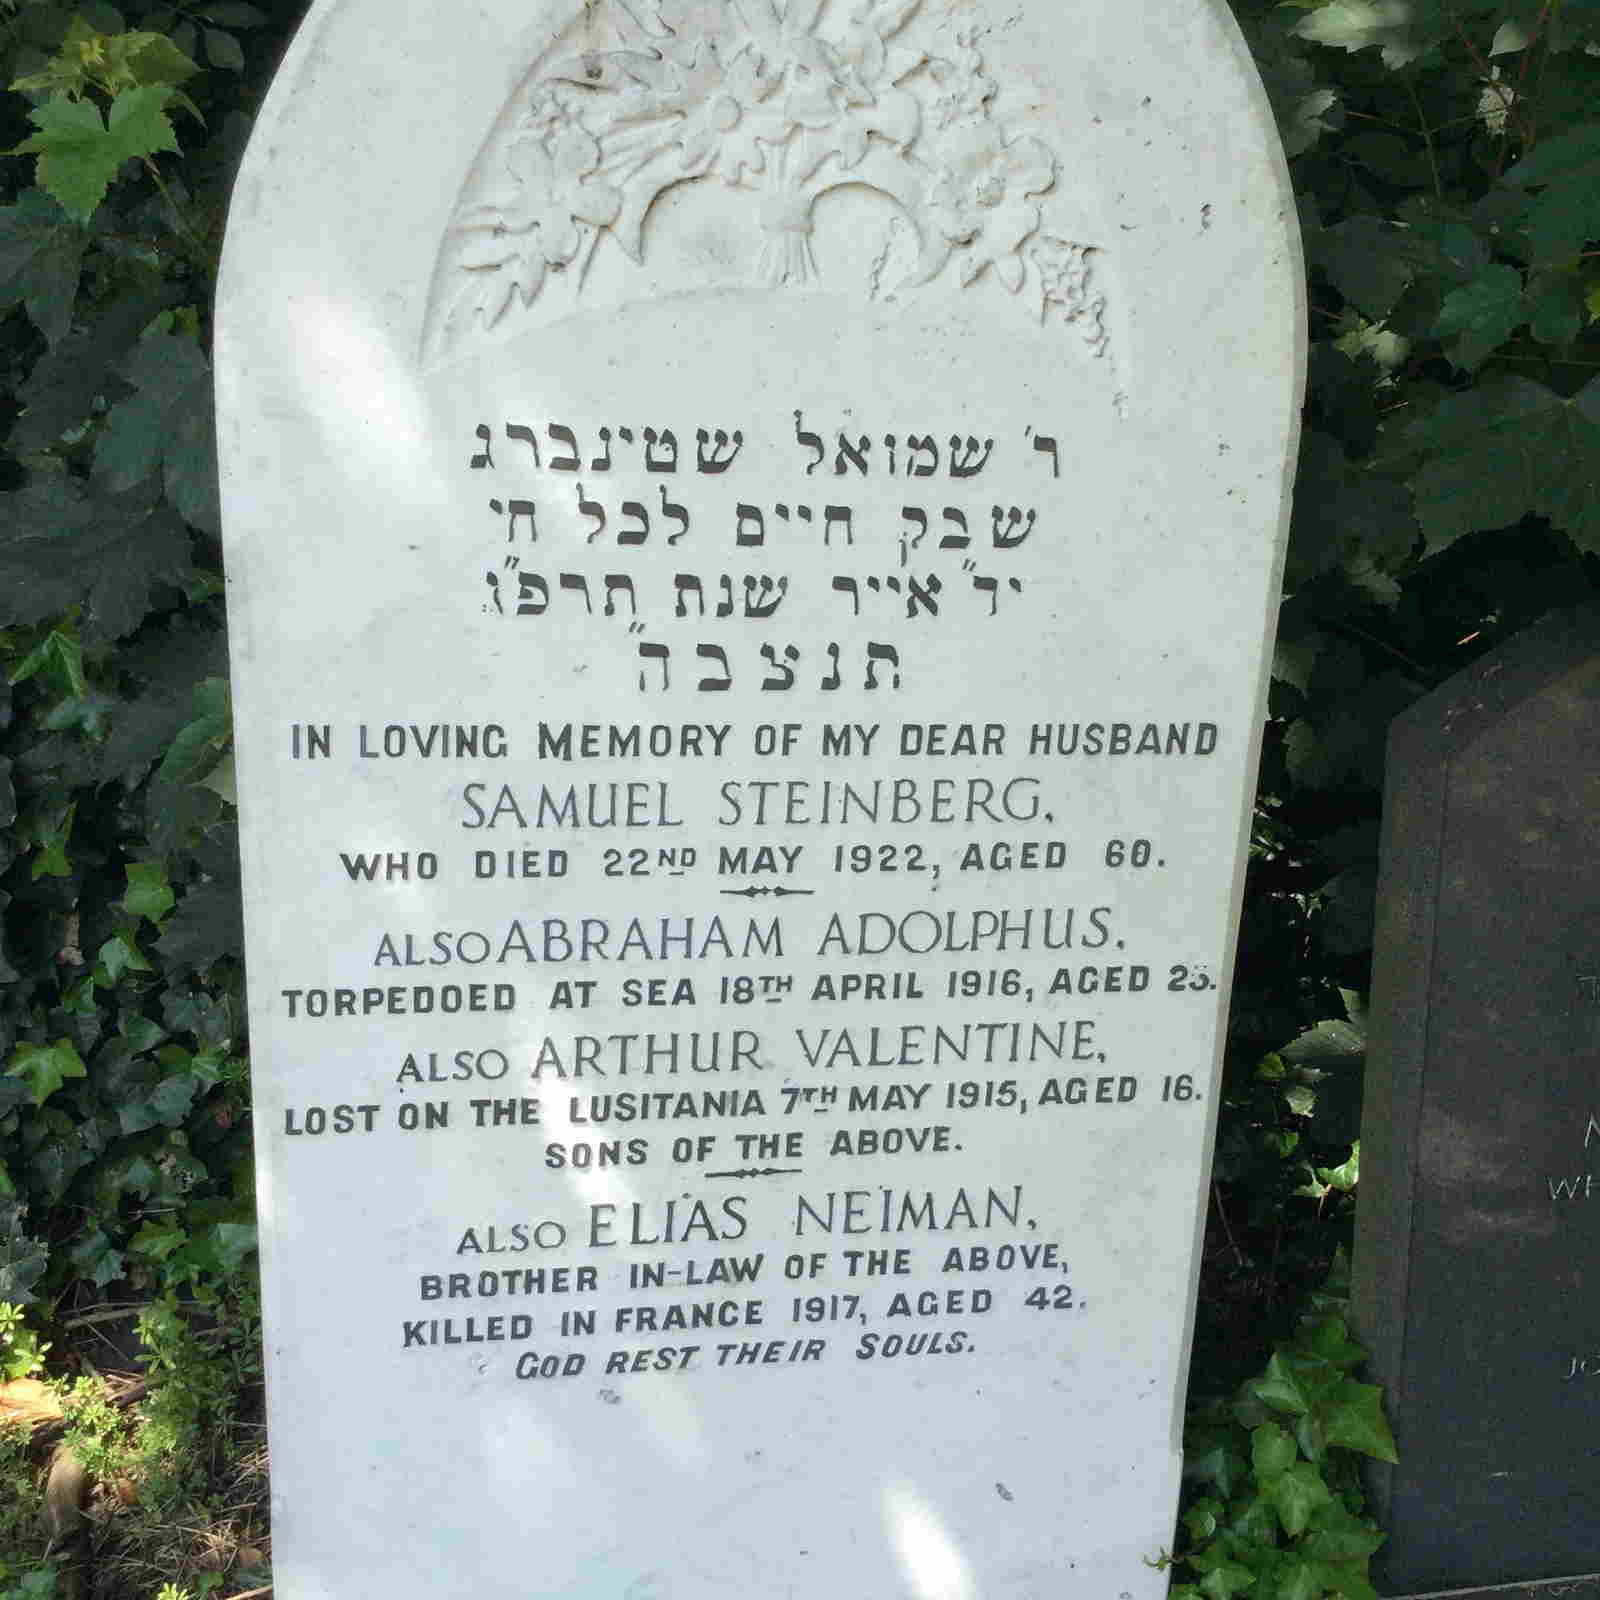 ר' שמואל שטינברג
שבק חיים לכל חי
יד״ אייר שנת תרפ״ו
תנצבה״
IN LOVING MEMORY OF MY DEAR HUSBAND
SAMUEL STEINBERG,
WHO DIED 22ND MAY 1922, AGED 60.
ALSO ABRAHAM ADOLPHUS,
TORPEDOED AT SEA 18TH APRIL 1916, AGED 23.
ALSO ARTHUR VALENTINE,
LOST ON THE LUSITANIA 7TH MAY 1915, AGED 16.
SONS OF THE ABOVE.
ALSO ELIAS NEIMAN,
BROTHER IN-LAW OF THE ABOVE,
KILLED IN FRANCE 1917, AGED 42.
GOD REST THEIR SOULS.